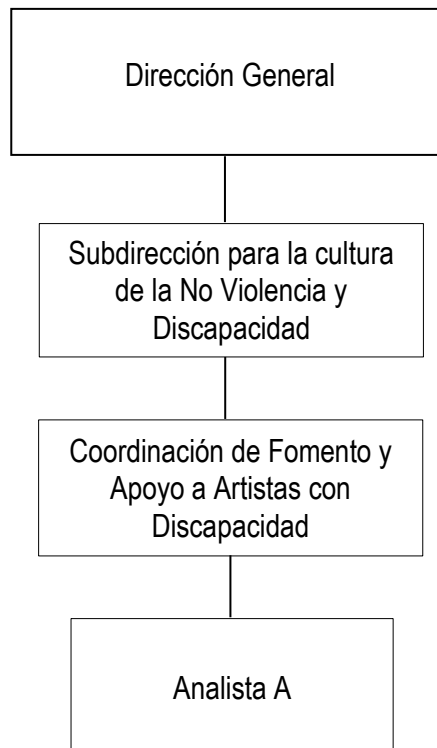 Dirección General
Subdirección para la cultura
de la No Violencia y
Discapacidad
Coordinación de Fomento y
Apoyo a Artistas con
Discapacidad
Analista A